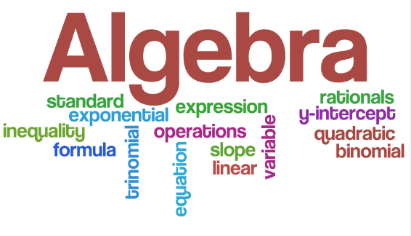 Algebra
standard
exponential
expression
rationals
y-intercept
inequality
operations
quadratic
formula
trinomial
equation
slope
linear
variable
binomial